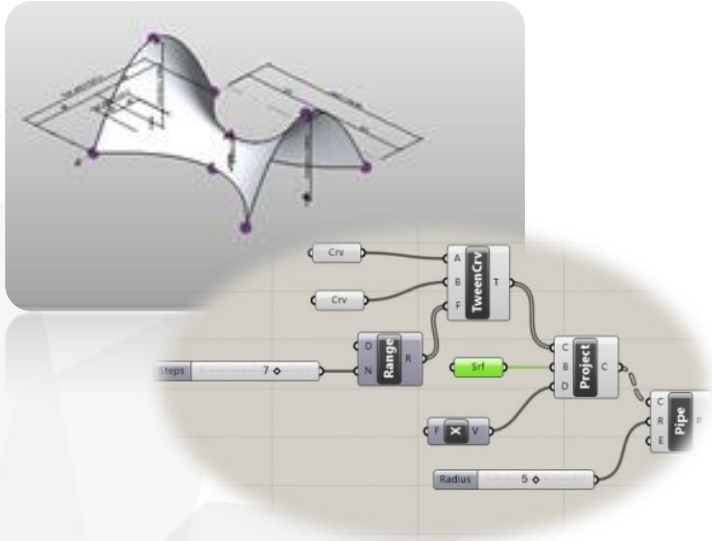 Crv
A
B
F
TweenCrv
T
Crv
D
N
Range
R
Steps
7
Srf
C
B
D
Project
C
F
X
V
C
R
E
Pipe
P
Radius
5